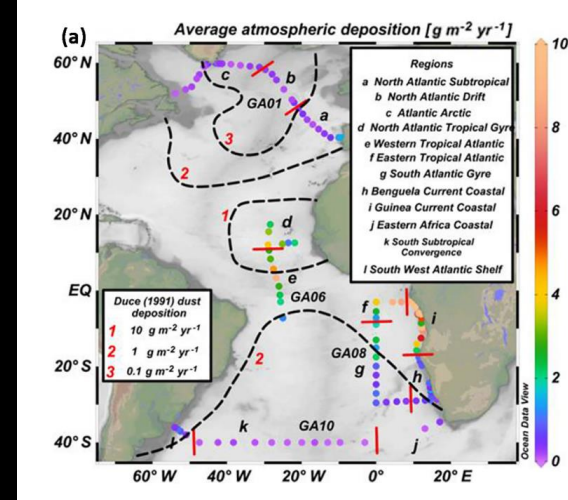 (a)
Average atmospheric deposition [g m⁻² yr⁻¹]
60°N
40°N
20°N
EQ
20°S
40°S
60°W
40°W
20°W
0°
20°E
Regions
a North Atlantic Subtropical
b North Atlantic Drift
c Atlantic Arctic
d North Atlantic Tropical Gyre
e Western Tropical Atlantic
f Eastern Tropical Atlantic
g South Atlantic Gyre
h Benguela Current Coastal
i Guinea Current Coastal
j Eastern Africa Coastal
k South Subtropical
Convergence
l South West Atlantic Shelf
Duce (1991) dust
deposition
1 10 g m⁻² yr⁻¹
2 1 g m⁻² yr⁻¹
3 0.1 g m⁻² yr⁻¹
c
b
GA01
a
3
2
1
d
e
GA06
f
i
2
GA08
g
h
k
GA10
j
10
8
6
4
2
0
Ocean Data View